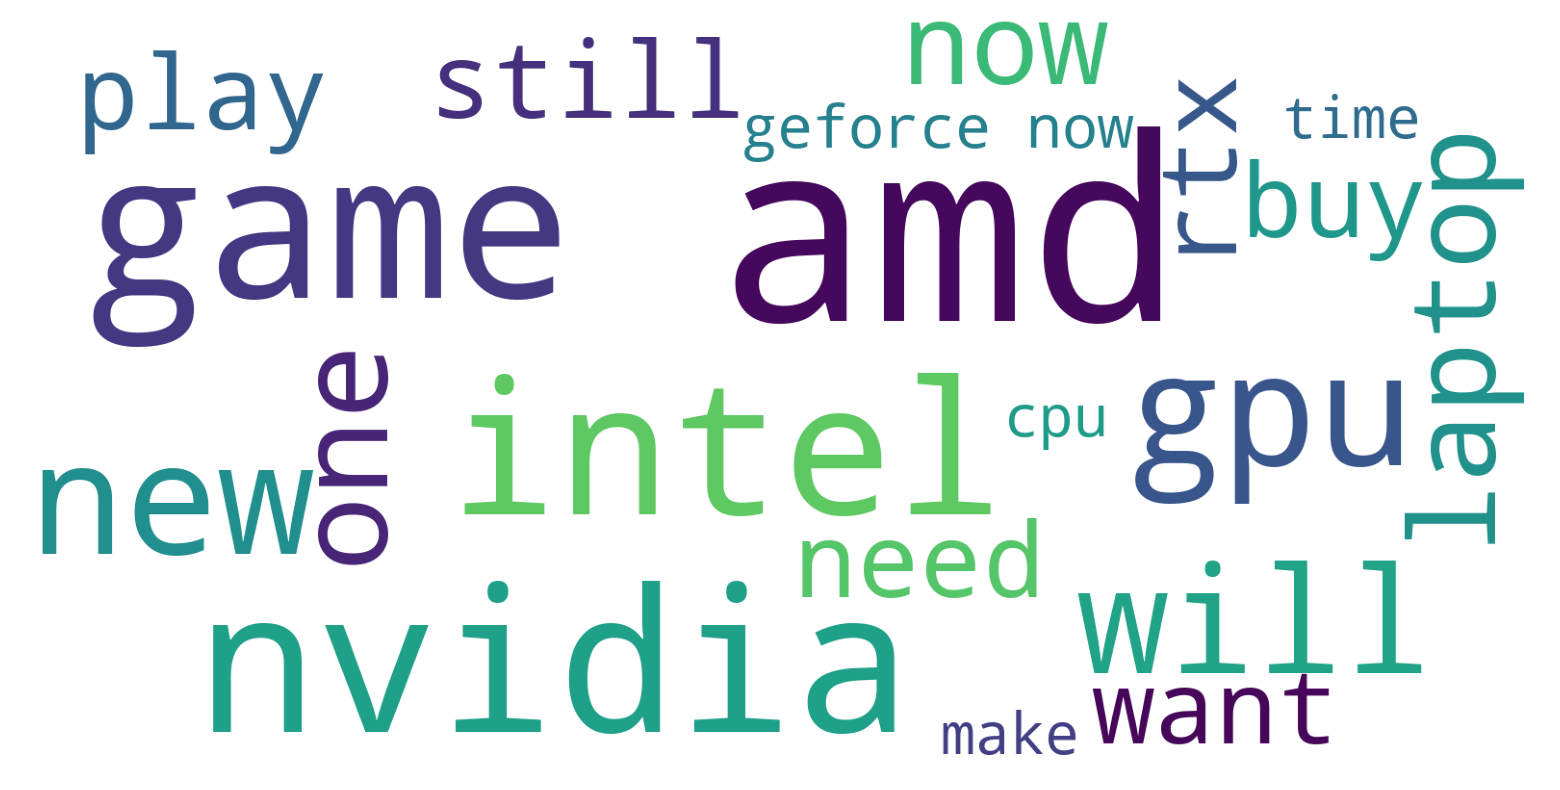 play
still
now
geforce now
rtx
time
buy
laptop
game
amd
one
intel
cpu
gpu
new
need
nvidia
will
want
make